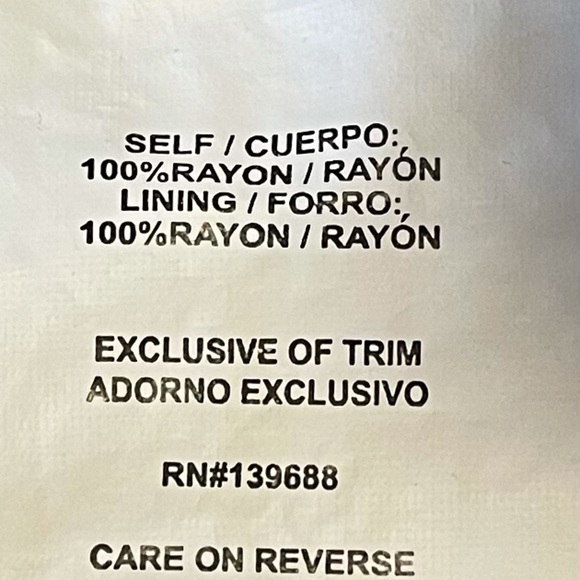 SELF / CUERPO:
100%RAYON / RAYÓN
LINING / FORRO:
100%RAYON / RAYÓN
EXCLUSIVE OF TRIM
ADORNO EXCLUSIVO
RN#139688
CARE ON REVERSE